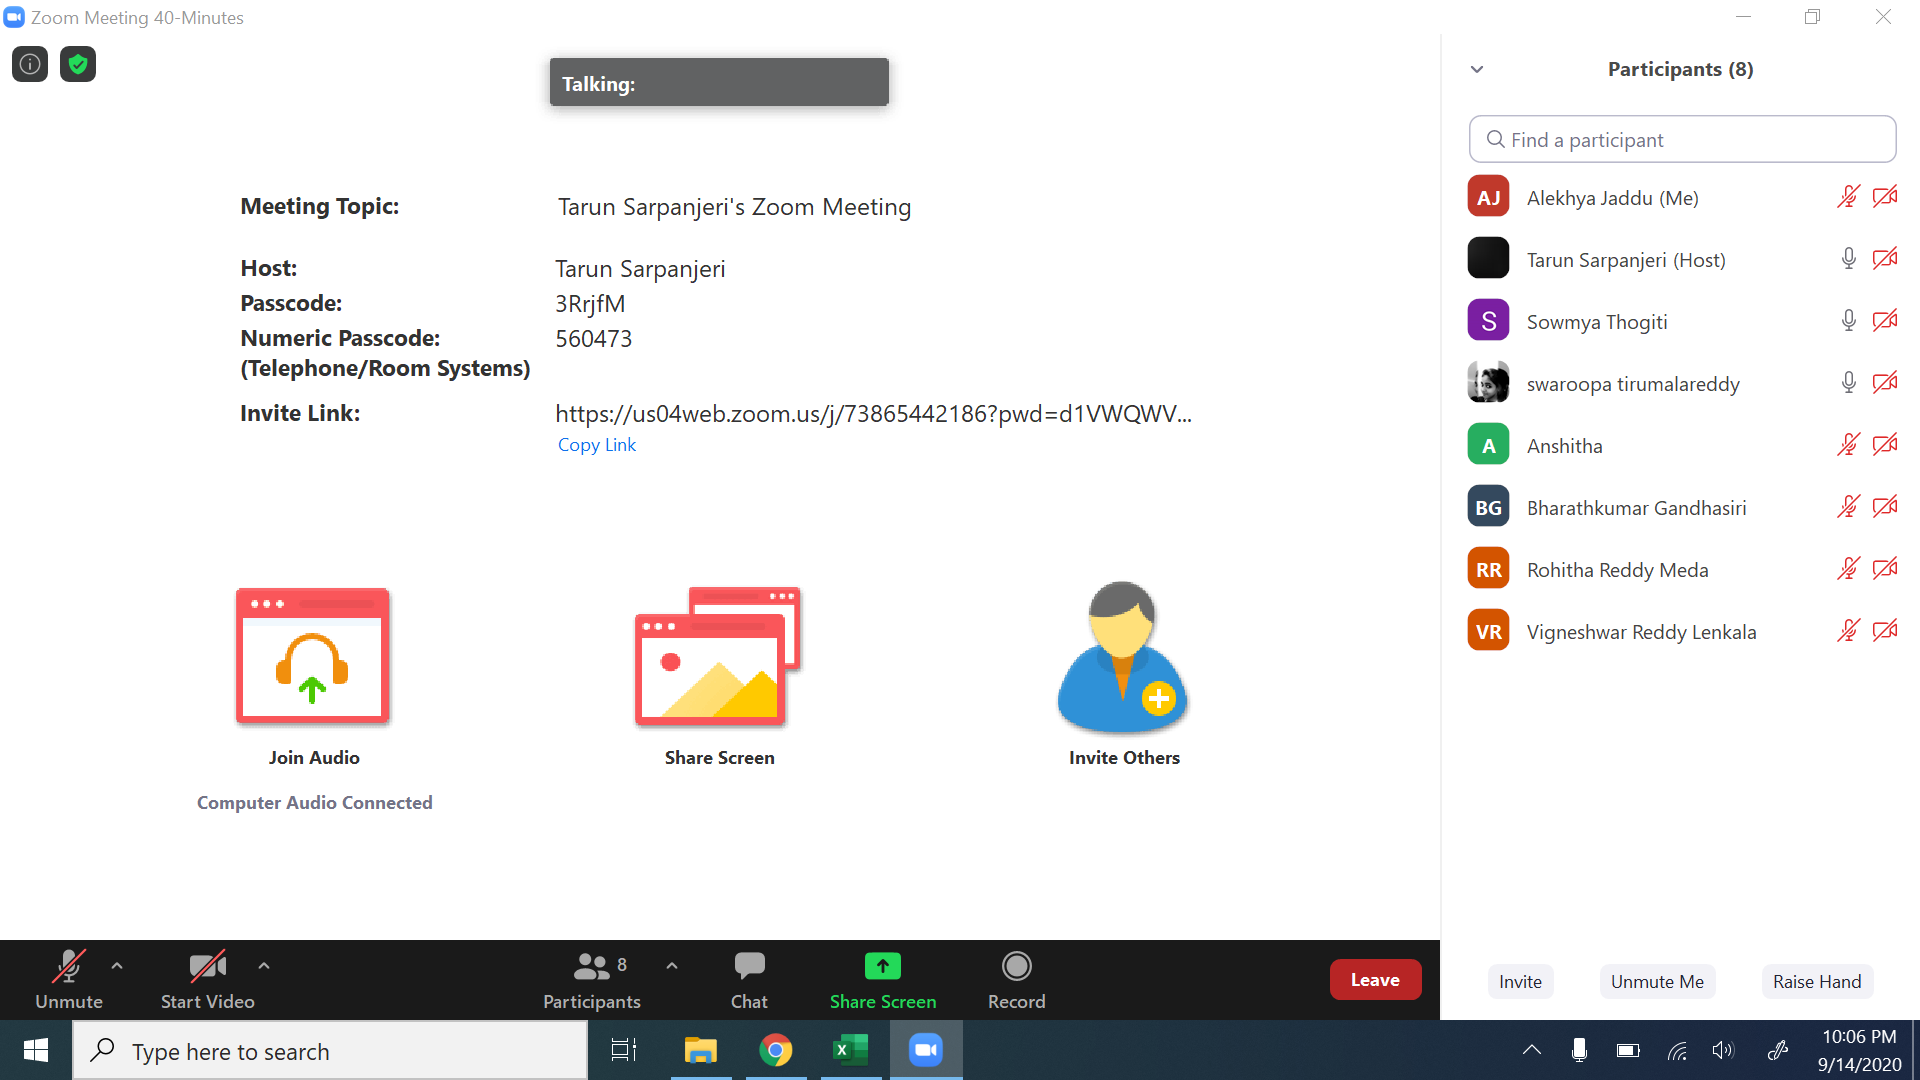 Zoom Meeting 40-Minutes
Talking:
Meeting Topic: Tarun Sarpanjeri's Zoom Meeting
Host: Tarun Sarpanjeri
Passcode: 3RrjfM
Numeric Passcode: 560473
(Telephone/Room Systems)
Invite Link: https://us04web.zoom.us/j/73865442186?pwd=d1VWQWV...
Copy Link
Join Audio
Computer Audio Connected
Share Screen
Invite Others
Participants (8)
Find a participant
AJ Alekhya Jaddu (Me)
Tarun Sarpanjeri (Host)
S Sowmya Thogiti
swaroopa tirumalareddy
A Anshitha
BG Bharathkumar Gandhasiri
RR Rohitha Reddy Meda
VR Vigneshwar Reddy Lenkala
Invite Unmute Me Raise Hand
Unmute
Start Video
8
Participants
Chat
Share Screen
Record
Leave
Type here to search
10:06 PM
9/14/2020